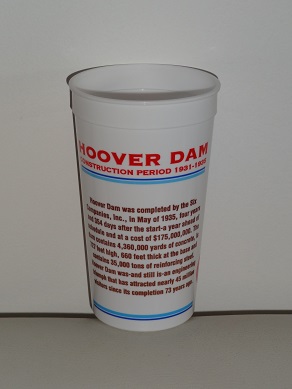 HOOVER DAM
CONSTRUCTION PERIOD 1931-1935
Hoover Dam was completed by the Six
Companies, Inc., in May of 1935, four years
and 354 days after the start-a year ahead of
schedule and at a cost of $175,000,000. The
contains 4,360,000 yards of concrete, is
feet high, 660 feet thick at the base and
contains 35,000 tons of reinforcing steel.
Hoover Dam was-and still is-an engineering
triumph that has attracted nearly 45 million
visitors since its completion 73 years ago.